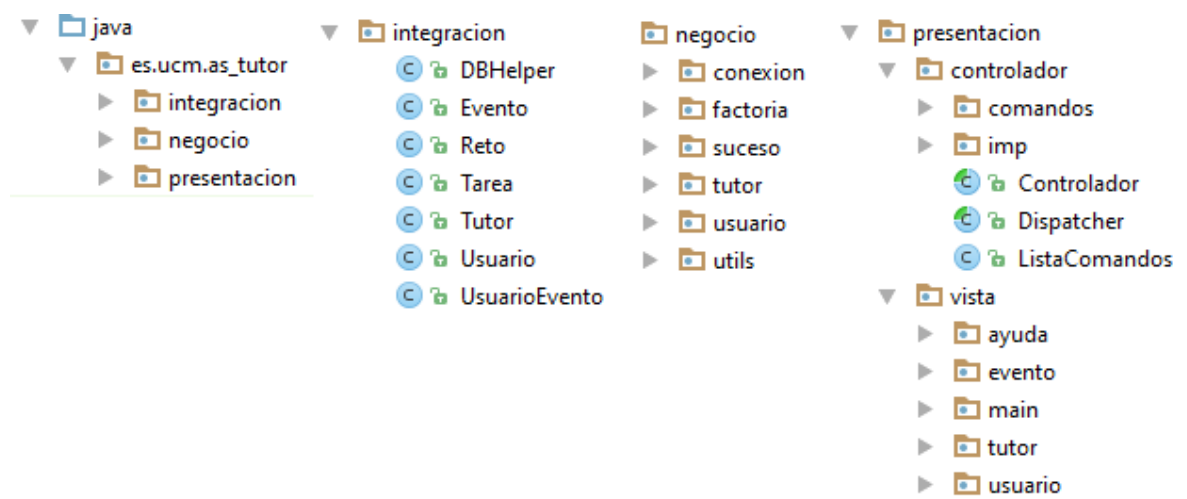 java
es.ucm.as_tutor
integracion
negocio
presentacion
integracion
DBHelper
Evento
Reto
Tarea
Tutor
Usuario
UsuarioEvento
negocio
conexion
factoria
suceso
tutor
usuario
utils
presentacion
controlador
comandos
imp
Controlador
Dispatcher
ListaComandos
vista
ayuda
evento
main
tutor
usuario